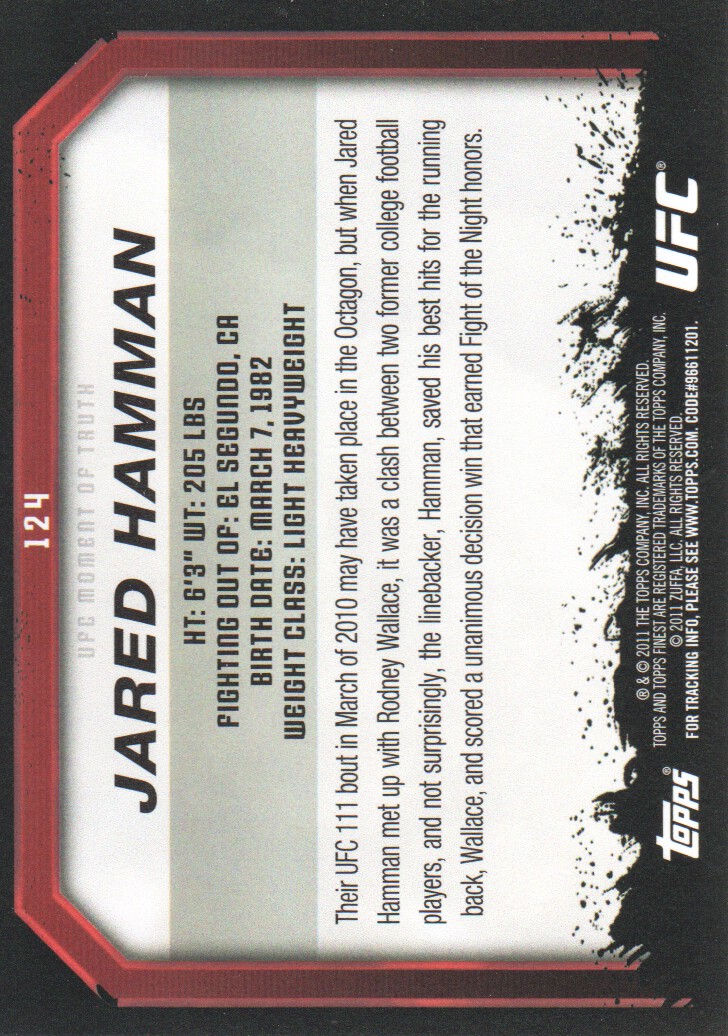 124
UFC MOMENT OF TRUTH
JARED HAMMAN
HT: 6'3" WT: 205 LBS
FIGHTING OUT OF: EL SEGUNDO, CA
BIRTH DATE: MARCH 7, 1982
WEIGHT CLASS: LIGHT HEAVYWEIGHT
Their UFC 111 bout in March of 2010 may have taken place in the Octagon, but when Jared
Hamman met up with Rodney Wallace, it was a clash between two former college football
players, and not surprisingly, the linebacker, Hamman, saved his best hits for the running
back, Wallace, and scored a unanimous decision win that earned Fight of the Night honors.
Topps®
® & © 2011 THE TOPPS COMPANY, INC. ALL RIGHTS RESERVED.
TOPPS AND TOPPS FINEST ARE REGISTERED TRADEMARKS OF THE TOPPS COMPANY, INC.
© 2011 ZUFFA, LLC. ALL RIGHTS RESERVED.
FOR TRACKING INFO, PLEASE SEE WWW.TOPPS.COM. CODE#96611201.
UFC®